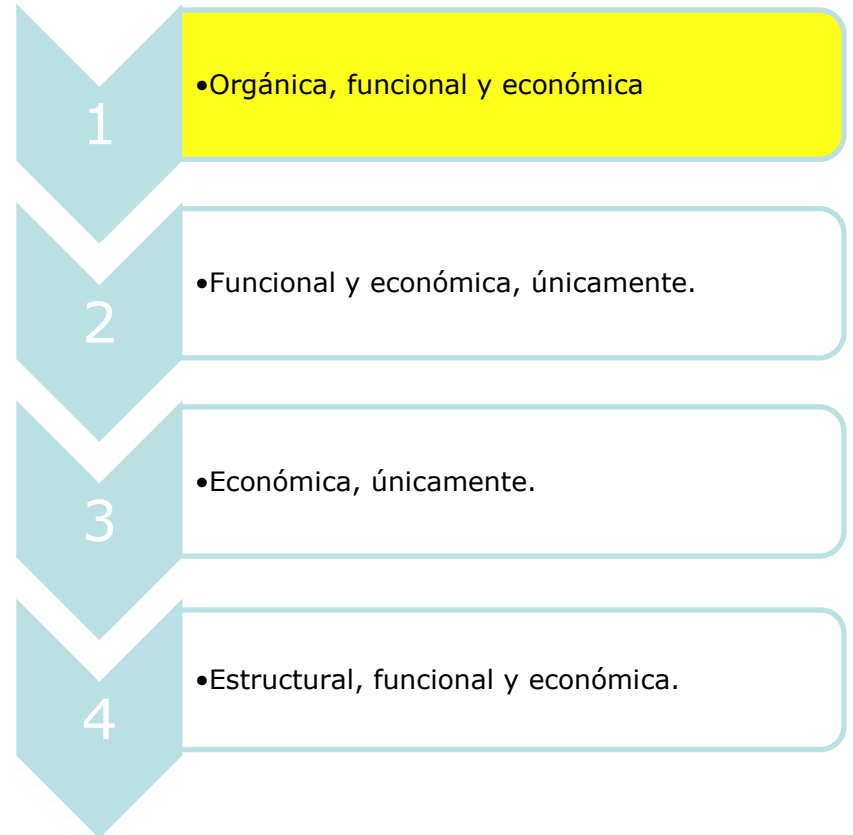 1
•Orgánica, funcional y económica
2
•Funcional y económica, únicamente.
3
•Económica, únicamente.
4
•Estructural, funcional y económica.